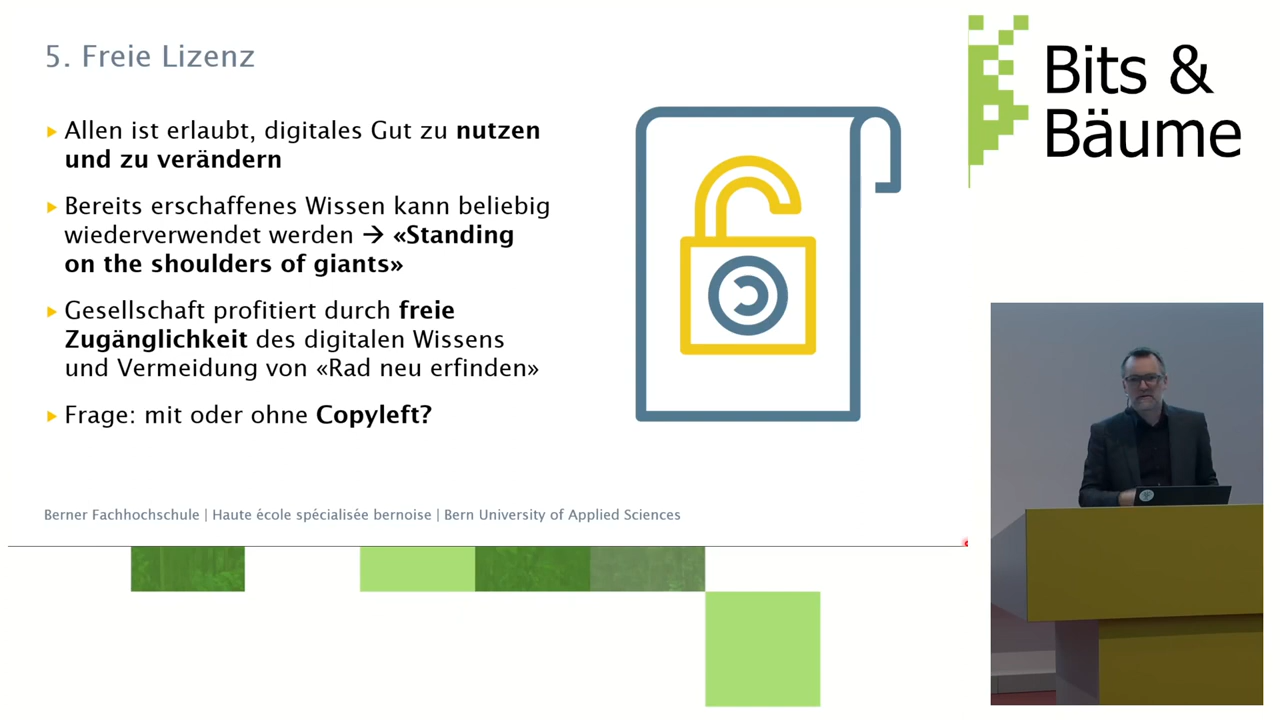 5. Freie Lizenz
Allen ist erlaubt, digitales Gut zu nutzen
und zu verändern
Bereits erschaffenes Wissen kann beliebig
wiederverwendet werden → «Standing
on the shoulders of giants»
Gesellschaft profitiert durch freie
Zugänglichkeit des digitalen Wissens
und Vermeidung von «Rad neu erfinden»
Frage: mit oder ohne Copyleft?
Berner Fachhochschule | Haute école spécialisée bernoise | Bern University of Applied Sciences
Bits &
Bäume